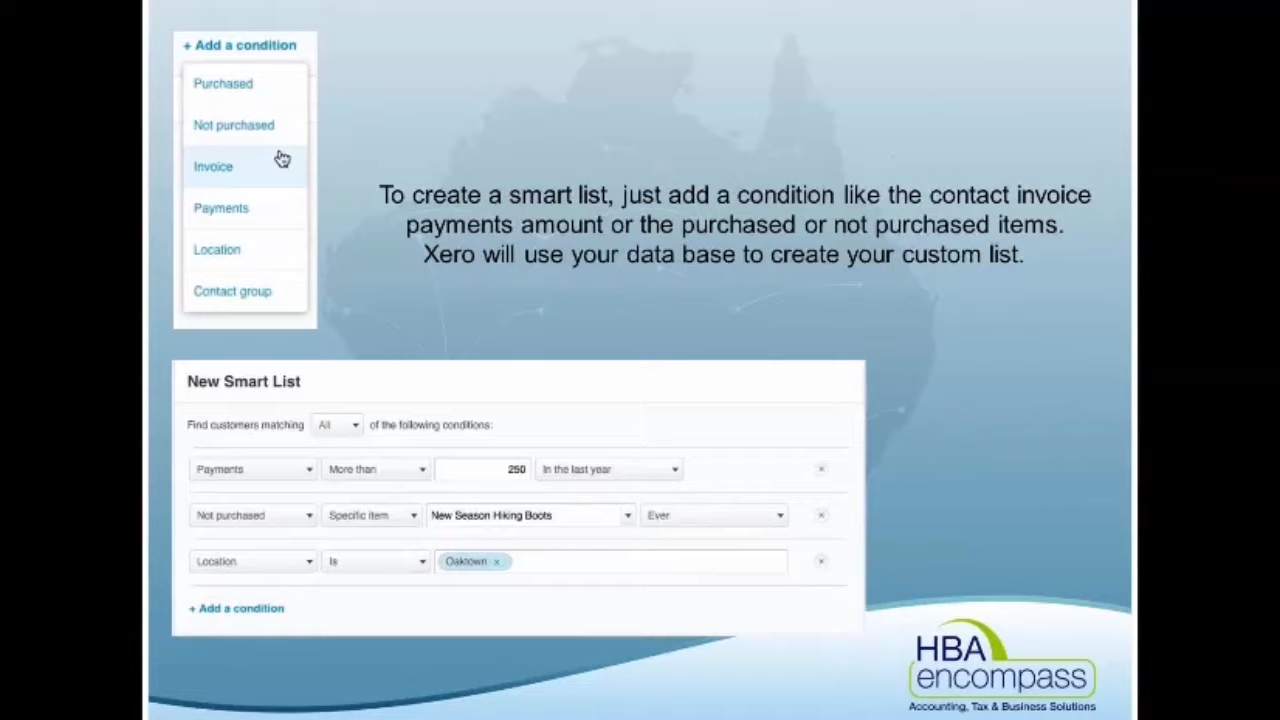 + Add a condition
Purchased
Not purchased
Invoice
Payments
Location
Contact group
To create a smart list, just add a condition like the contact invoice
payments amount or the purchased or not purchased items.
Xero will use your data base to create your custom list.
New Smart List
Find customers matching All of the following conditions:
Payments More than 250 In the last year ×
Not purchased Specific item New Season Hiking Boots Ever ×
Location Is Oaktown × ×
+ Add a condition
HBA
encompass
Accounting, Tax & Business Solutions